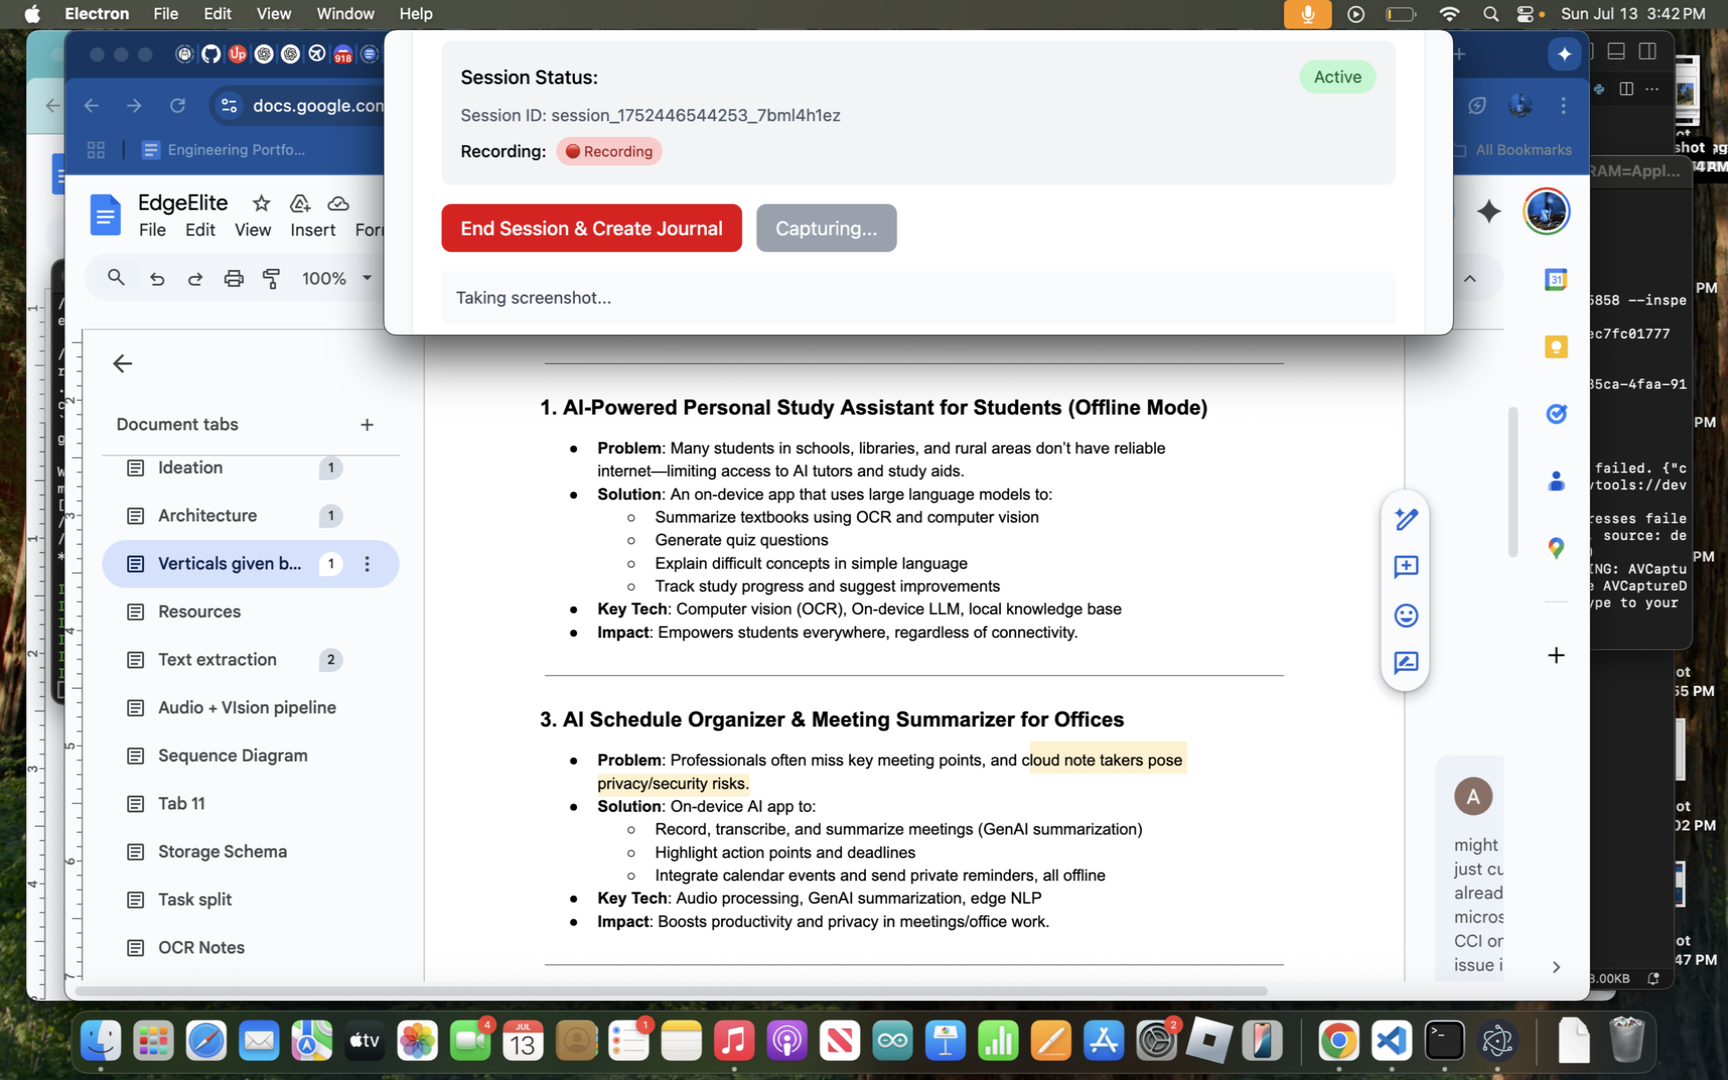 Electron File Edit View Window Help
Sun Jul 13 3:42 PM
Up
918
docs.google.com
Engineering Portfo...
All Bookmarks
Session Status:
Active
Session ID: session_1752446544253_7bml4h1ez
Recording: Recording
End Session & Create Journal
Capturing...
Taking screenshot...
EdgeElite
File Edit View Insert
100%
Document tabs
Ideation 1
Architecture 1
Verticals given b... 1
Resources
Text extraction 2
Audio + VIsion pipeline
Sequence Diagram
Tab 11
Storage Schema
Task split
OCR Notes
1. AI-Powered Personal Study Assistant for Students (Offline Mode)
Problem: Many students in schools, libraries, and rural areas don't have reliable
internet—limiting access to AI tutors and study aids.
Solution: An on-device app that uses large language models to:
Summarize textbooks using OCR and computer vision
Generate quiz questions
Explain difficult concepts in simple language
Track study progress and suggest improvements
Key Tech: Computer vision (OCR), On-device LLM, local knowledge base
Impact: Empowers students everywhere, regardless of connectivity.
3. AI Schedule Organizer & Meeting Summarizer for Offices
Problem: Professionals often miss key meeting points, and cloud note takers pose
privacy/security risks.
Solution: On-device AI app to:
Record, transcribe, and summarize meetings (GenAI summarization)
Highlight action points and deadlines
Integrate calendar events and send private reminders, all offline
Key Tech: Audio processing, GenAI summarization, edge NLP
Impact: Boosts productivity and privacy in meetings/office work.
A
might
just cu
alread
micros
CCI or
issue i
31
RAM=Appl...
5858 --inspe
ec7fc01777
35ca-4faa-91
failed. {"c
vtools://dev
resses faile
, source: de
ING: AVCaptu
e AVCaptureD
ype to your
PM
PM
PM
55 PM
02 PM
47 PM
3.00KB
4
JUL
13
tv
1
2